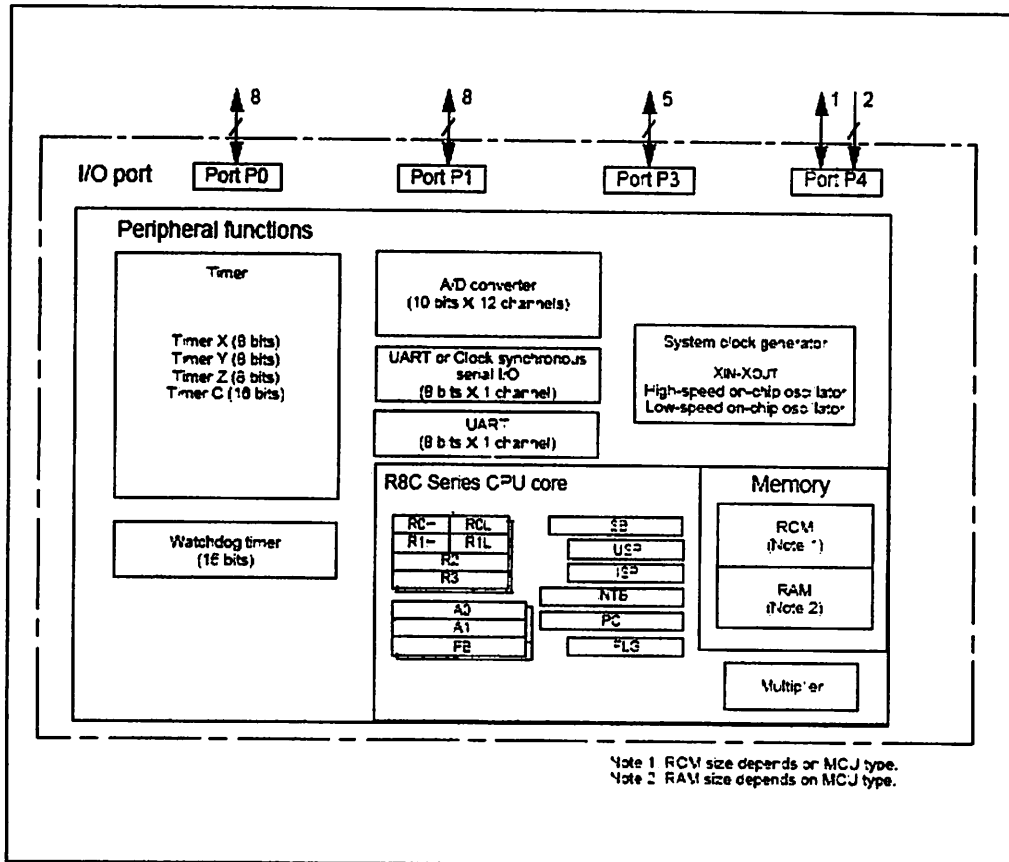 8
8
5
1
2
I/O port
Port P0
Port P1
Port P3
Port P4
Peripheral functions
Timer
Timer X (8 bits)
Timer Y (8 bits)
Timer Z (8 bits)
Timer C (16 bits)
Watchdog timer
(16 bits)
A/D converter
(10 bits X 12 channels)
UART or Clock synchronous
serial I/O
(8 bits X 1 channel)
UART
(8 bits X 1 channel)
System clock generator
XIN-XOUT
High-speed on-chip oscillator
Low-speed on-chip oscillator
R8C Series CPU core
R0H
R0L
R1H
R1L
R2
R3
A0
A1
FB
SB
USP
ISP
INTB
PC
FLG
Memory
ROM
(Note 1)
RAM
(Note 2)
Multiplier
Note 1 ROM size depends on MCU type.
Note 2 RAM size depends on MCU type.